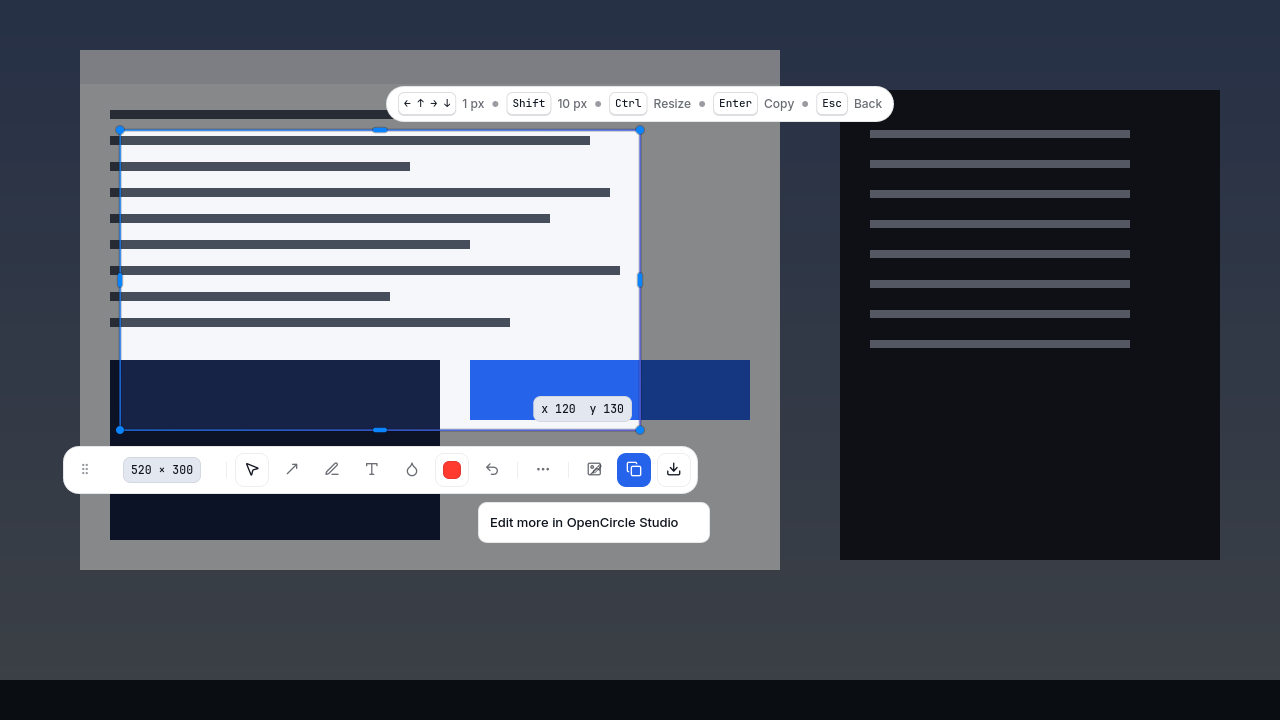 ← ↑ → ↓ 1 px • Shift 10 px • Ctrl Resize • Enter Copy • Esc Back
x 120 y 130
520 × 300
Edit more in OpenCircle Studio